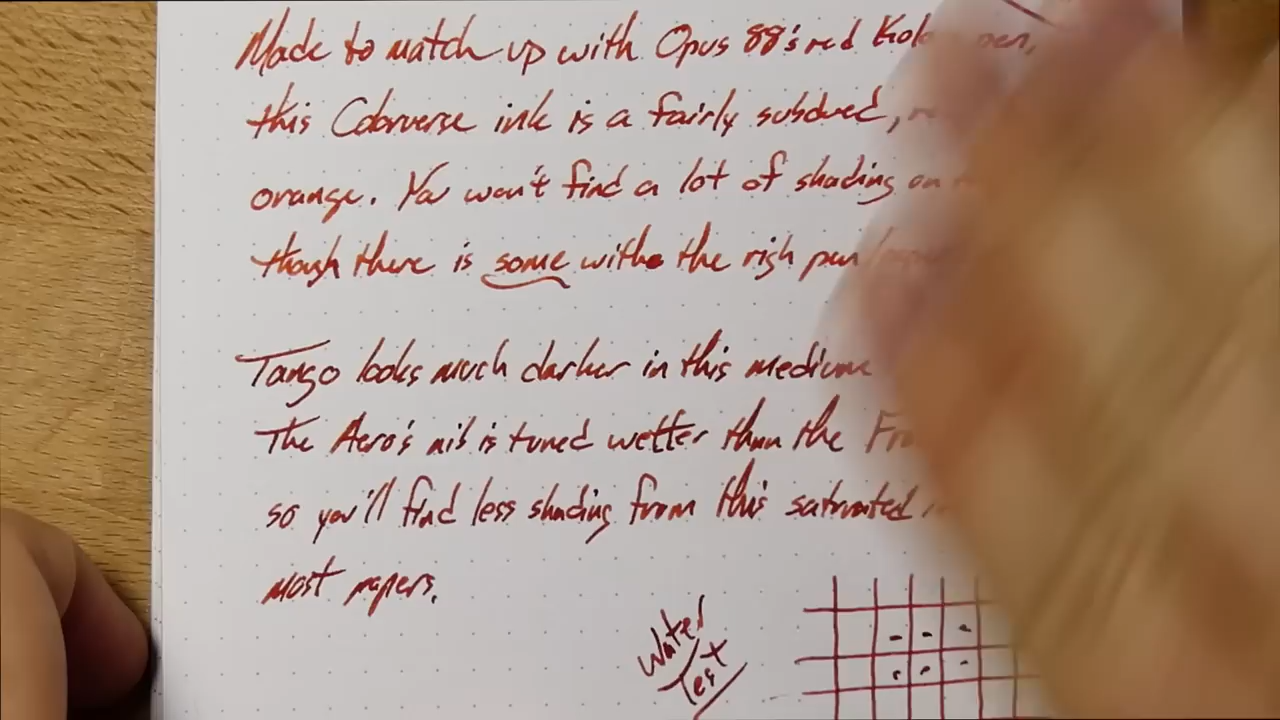 Made to match up with Opus 88's red Kolo pen,
this Colorverse ink is a fairly subdued,
orange. You won't find a lot of shading on
though there is some with the righ pen
Tango looks much darker in this medium
The Aero's nib is tuned wetter than the
so you'll find less shading from this saturated
most papers.
Water
Test